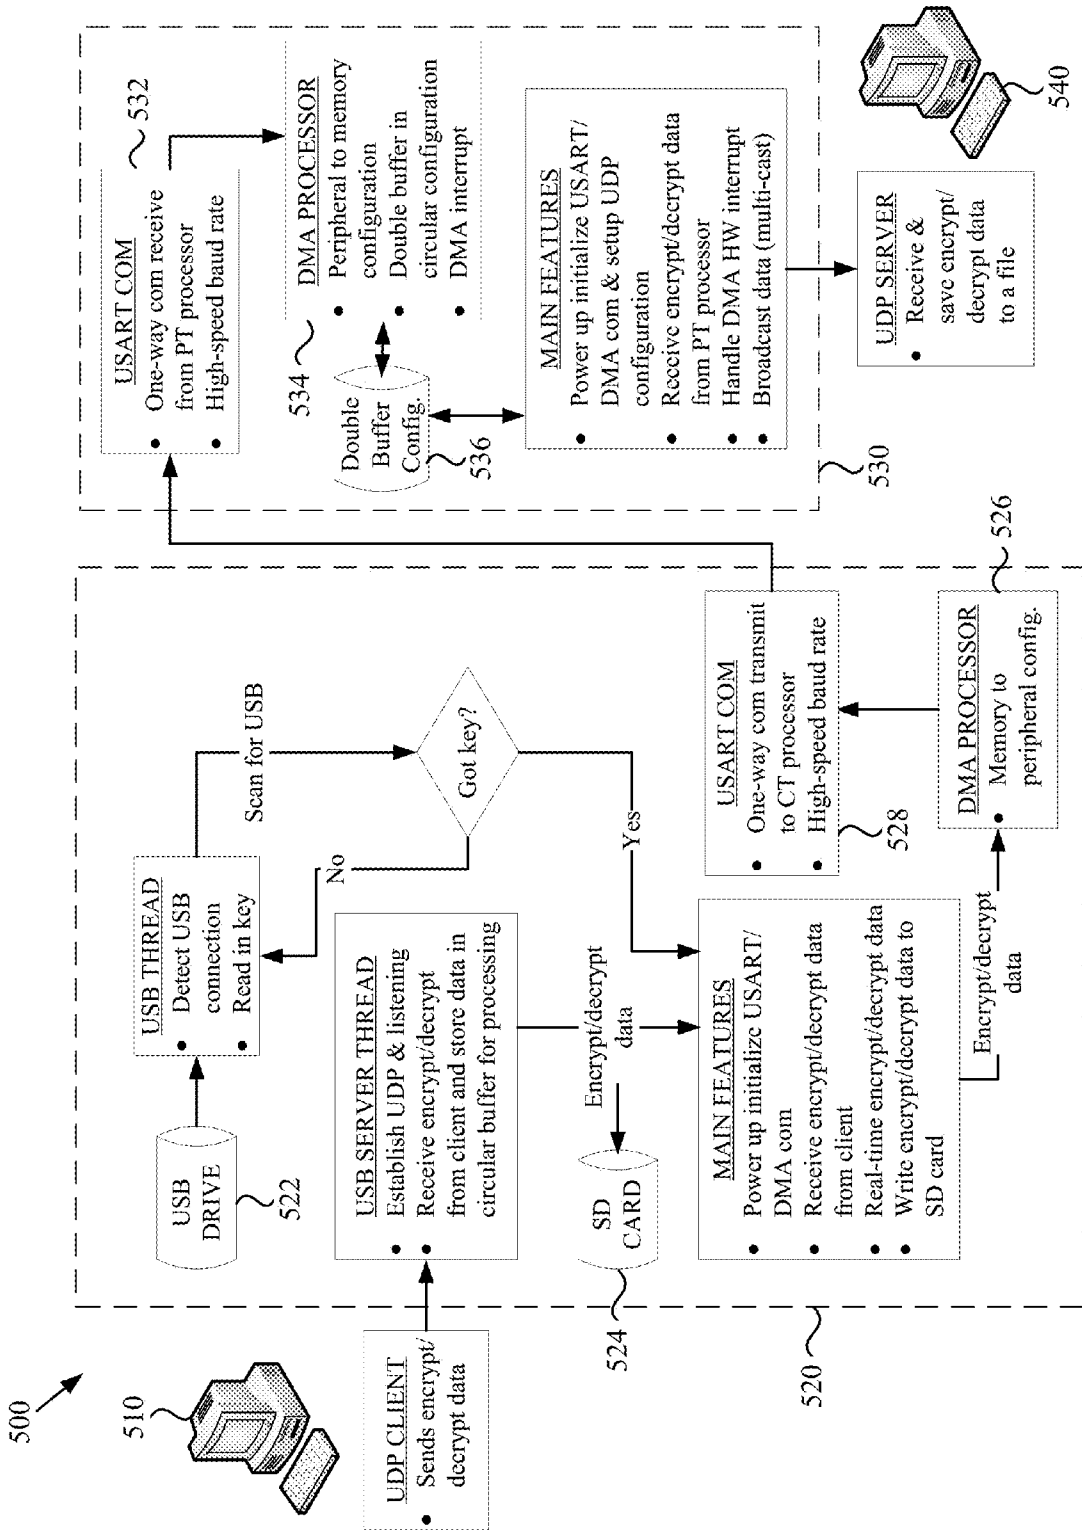 500
510
UDP CLIENT
• Sends encrypt/
decrypt data
USB
DRIVE
522
USB THREAD
• Detect USB
connection
• Read in key
Scan for USB
Got key?
No
Yes
USB SERVER THREAD
• Establish UDP & listening
• Receive encrypt/decrypt
from client and store data in
circular buffer for processing
Encrypt/decrypt
data
SD
CARD
524
MAIN FEATURES
• Power up initialize USART/
DMA com
• Receive encrypt/decrypt data
from client
• Real-time encrypt/decrypt data
• Write encrypt/decrypt data to
SD card
Encrypt/decrypt
data
520
USART COM
• One-way com transmit
to CT processor
• High-speed baud rate
528
DMA PROCESSOR
• Memory to
peripheral config.
526
USART COM
• One-way com receive
from PT processor
• High-speed baud rate
532
DMA PROCESSOR
• Peripheral to memory
configuration
• Double buffer in
circular configuration
• DMA interrupt
534
Double
Buffer
Config.
536
MAIN FEATURES
• Power up initialize USART/
DMA com & setup UDP
configuration
• Receive encrypt/decrypt data
from PT processor
• Handle DMA HW interrupt
• Broadcast data (multi-cast)
530
UDP SERVER
• Receive &
save encrypt/
decrypt data
to a file
540